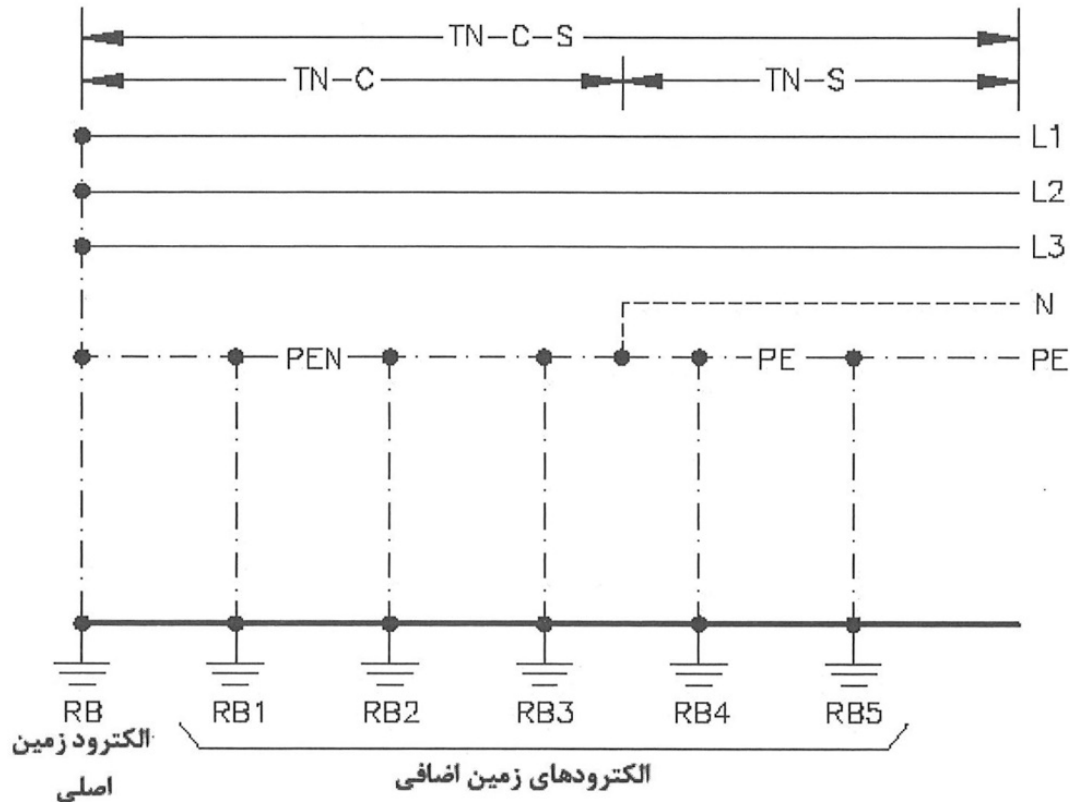 TN-C-S
TN-C TN-S
L1
L2
L3
N
PEN PE PE
RB RB1 RB2 RB3 RB4 RB5
الکترود زمین
اصلی
الکترودهای زمین اضافی